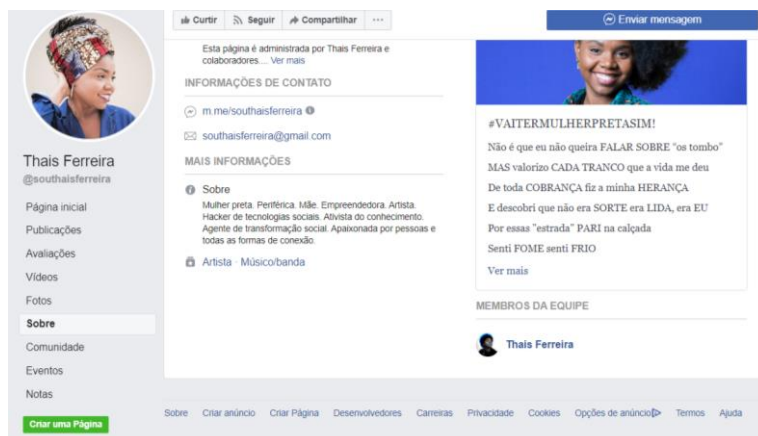 Curtir
Seguir
Compartilhar
...
Enviar mensagem
Thais Ferreira
@southaisferreira
Página inicial
Publicações
Avaliações
Vídeos
Fotos
Sobre
Comunidade
Eventos
Notas
Criar uma Página
Esta página é administrada por Thais Ferreira e
colaboradores.... Ver mais
INFORMAÇÕES DE CONTATO
m.me/southaisferreira
southaisferreira@gmail.com
MAIS INFORMAÇÕES
Sobre
Mulher preta. Periférica. Mãe. Empreendedora. Artista.
Hacker de tecnologias sociais. Ativista do conhecimento.
Agente de transformação social. Apaixonada por pessoas e
todas as formas de conexão.
Artista · Músico/banda
#VAITERMULHERPRETASIM!
Não é que eu não queira FALAR SOBRE "os tombo"
MAS valorizo CADA TRANCO que a vida me deu
De toda COBRANÇA fiz a minha HERANÇA
E descobri que não era SORTE era LIDA, era EU
Por essas "estrada" PARI na calçada
Senti FOME senti FRIO
Ver mais
MEMBROS DA EQUIPE
Thais Ferreira
Sobre Criar anúncio Criar Página Desenvolvedores Carreiras Privacidade Cookies Opções de anúncio Termos Ajuda